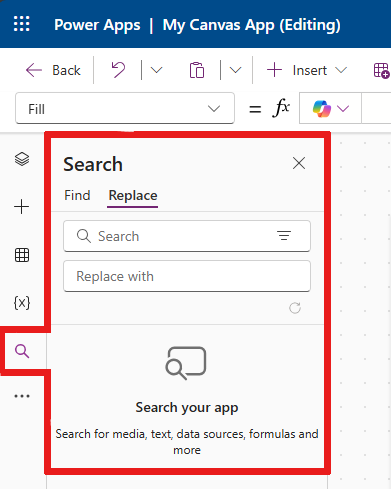 Power Apps | My Canvas App (Editing)
Back Insert
Fill = fx
Search
Find Replace
Search
Replace with
{x}
Search your app
Search for media, text, data sources, formulas and
more